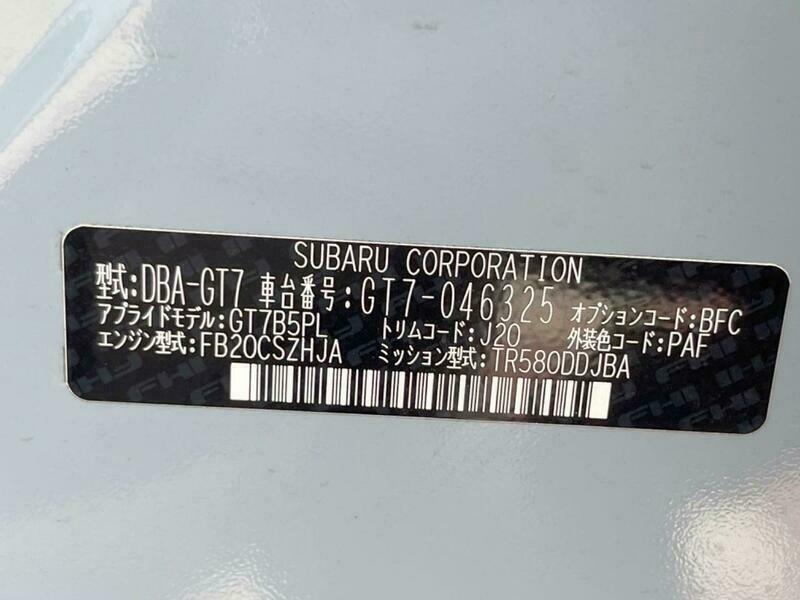 SUBARU CORPORATION
型式:DBA-GT7 車台番号:GT7-046325 オプションコード:BFC
アプライドモデル:GT7B5PL トリムコード:J20 外装色コード:PAF
エンジン型式:FB20CSZHJA ミッション型式:TR580DDJBA